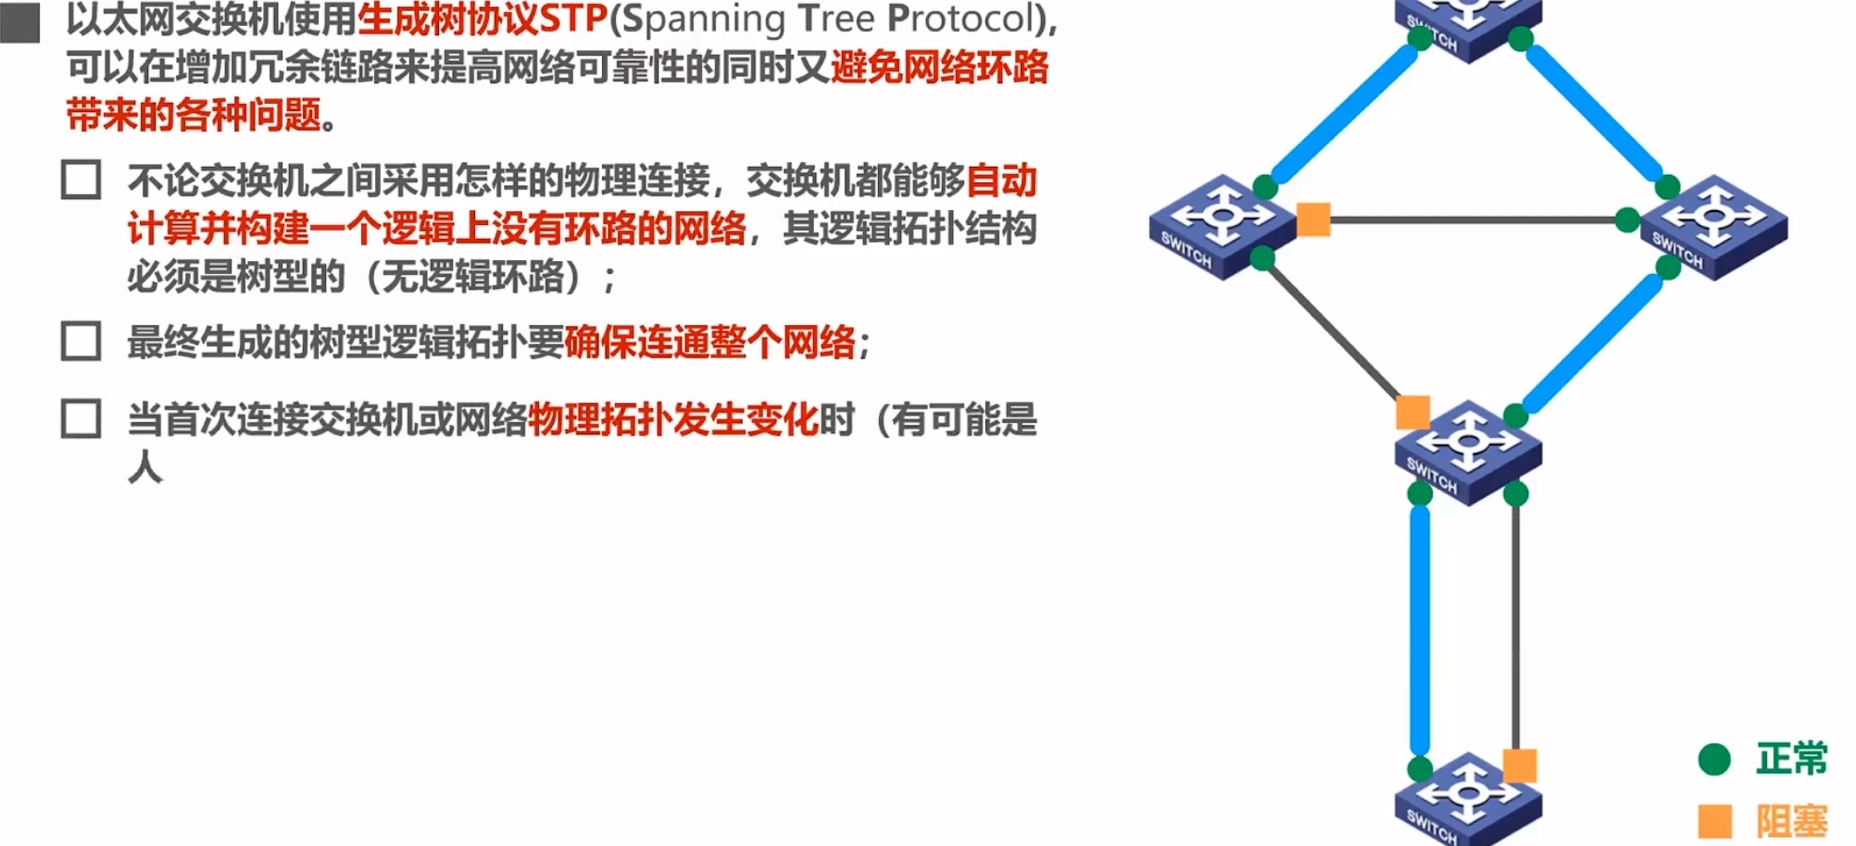 以太网交换机使用生成树协议STP(Spanning Tree Protocol),
可以在增加冗余链路来提高网络可靠性的同时又避免网络环路
带来的各种问题。
不论交换机之间采用怎样的物理连接，交换机都能够自动
计算并构建一个逻辑上没有环路的网络，其逻辑拓扑结构
必须是树型的（无逻辑环路）；
最终生成的树型逻辑拓扑要确保连通整个网络；
当首次连接交换机或网络物理拓扑发生变化时（有可能是
人
SWITCH
SWITCH
SWITCH
SWITCH
SWITCH
正常
阻塞